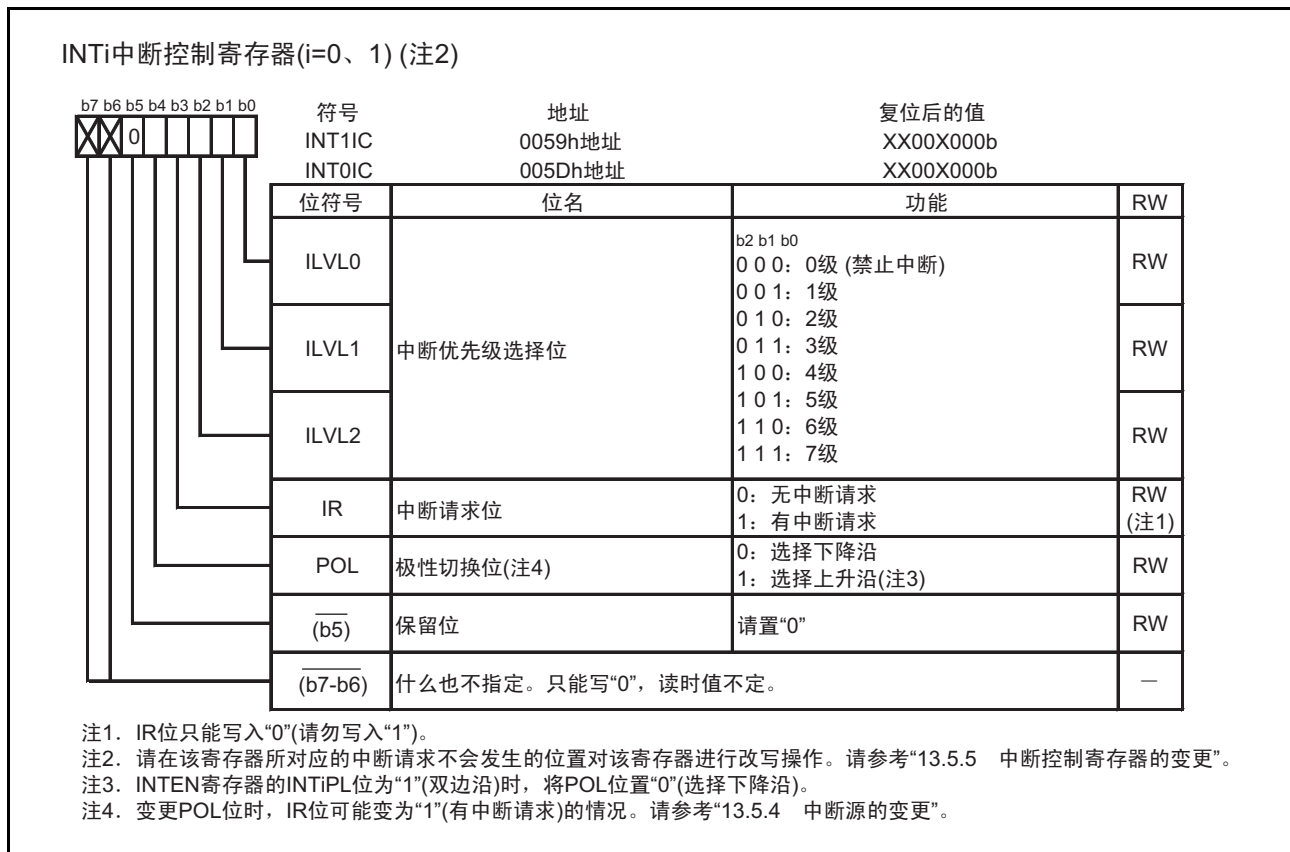 INTi中断控制寄存器(i=0、1) (注2)
b7 b6 b5 b4 b3 b2 b1 b0
0
符号 地址 复位后的值
INT1IC 0059h地址 XX00X000b
INT0IC 005Dh地址 XX00X000b
位符号 位名 功能 RW
ILVL0
ILVL1
ILVL2
中断优先级选择位
b2 b1 b0
0 0 0：0级 (禁止中断)
0 0 1：1级
0 1 0：2级
0 1 1：3级
1 0 0：4级
1 0 1：5级
1 1 0：6级
1 1 1：7级
RW
RW
RW
IR 中断请求位
0：无中断请求
1：有中断请求
RW
(注1)
POL 极性切换位(注4)
0：选择下降沿
1：选择上升沿(注3)
RW
(b5) 保留位 请置“0” RW
(b7-b6) 什么也不指定。只能写“0”，读时值不定。 —
注1. IR位只能写入“0”(请勿写入“1”)。
注2. 请在该寄存器所对应的中断请求不会发生的位置对该寄存器进行改写操作。请参考“13.5.5 中断控制寄存器的变更”。
注3. INTEN寄存器的INTiPL位为“1”(双边沿)时，将POL位置“0”(选择下降沿)。
注4. 变更POL位时，IR位可能变为“1”(有中断请求)的情况。请参考“13.5.4 中断源的变更”。